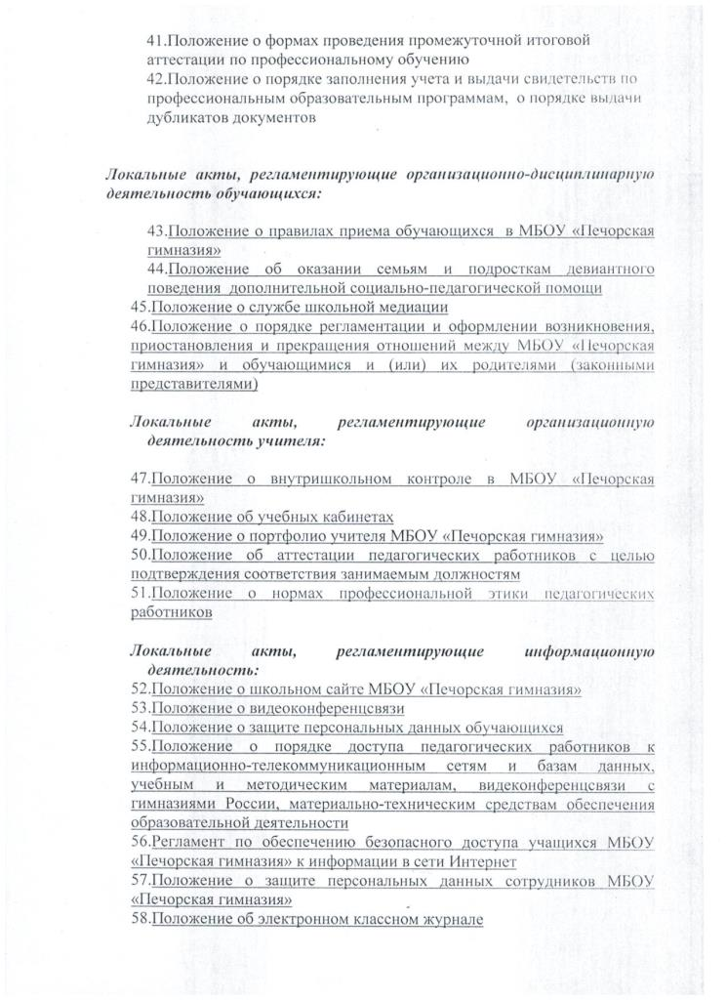 41.Положение о формах проведения промежуточной итоговой
аттестации по профессиональному обучению
42.Положение о порядке заполнения учета и выдачи свидетельств по
профессиональным образовательным программам,  о порядке выдачи
дубликатов документов
Локальные акты, регламентирующие организационно-дисциплинарную
деятельность обучающихся:
43.Положение о правилах приема обучающихся  в МБОУ «Печорская
гимназия»
44.Положение об оказании семьям и подросткам девиантного
поведения  дополнительной социально-педагогической помощи
45.Положение о службе школьной медиации
46.Положение о порядке регламентации и оформлении возникновения,
приостановления и прекращения отношений между МБОУ «Печорская
гимназия» и обучающимися и (или) их родителями (законными
представителями)
Локальные акты, регламентирующие организационную
деятельность учителя:
47.Положение о внутришкольном контроле в МБОУ «Печорская
гимназия»
48.Положение об учебных кабинетах
49.Положение о портфолио учителя МБОУ «Печорская гимназия»
50.Положение об аттестации педагогических работников с целью
подтверждения соответствия занимаемым должностям
51.Положение о нормах профессиональной этики педагогических
работников
Локальные акты, регламентирующие информационную
деятельность:
52.Положение о школьном сайте МБОУ «Печорская гимназия»
53.Положение о видеоконференцсвязи
54.Положение о защите персональных данных обучающихся
55.Положение о порядке доступа педагогических работников к
информационно-телекоммуникационным сетям и базам данных,
учебным и методическим материалам, видеконференцсвязи с
гимназиями России, материально-техническим средствам обеспечения
образовательной деятельности
56.Регламент по обеспечению безопасного доступа учащихся МБОУ
«Печорская гимназия» к информации в сети Интернет
57.Положение о защите персональных данных сотрудников МБОУ
«Печорская гимназия»
58.Положение об электронном классном журнале